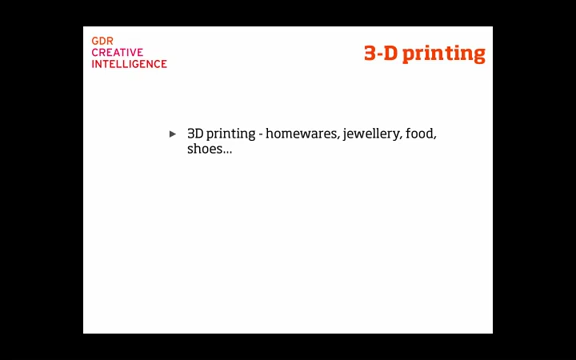 GDR
CREATIVE
INTELLIGENCE
3-D printing
3D printing - homewares, jewellery, food,
shoes...